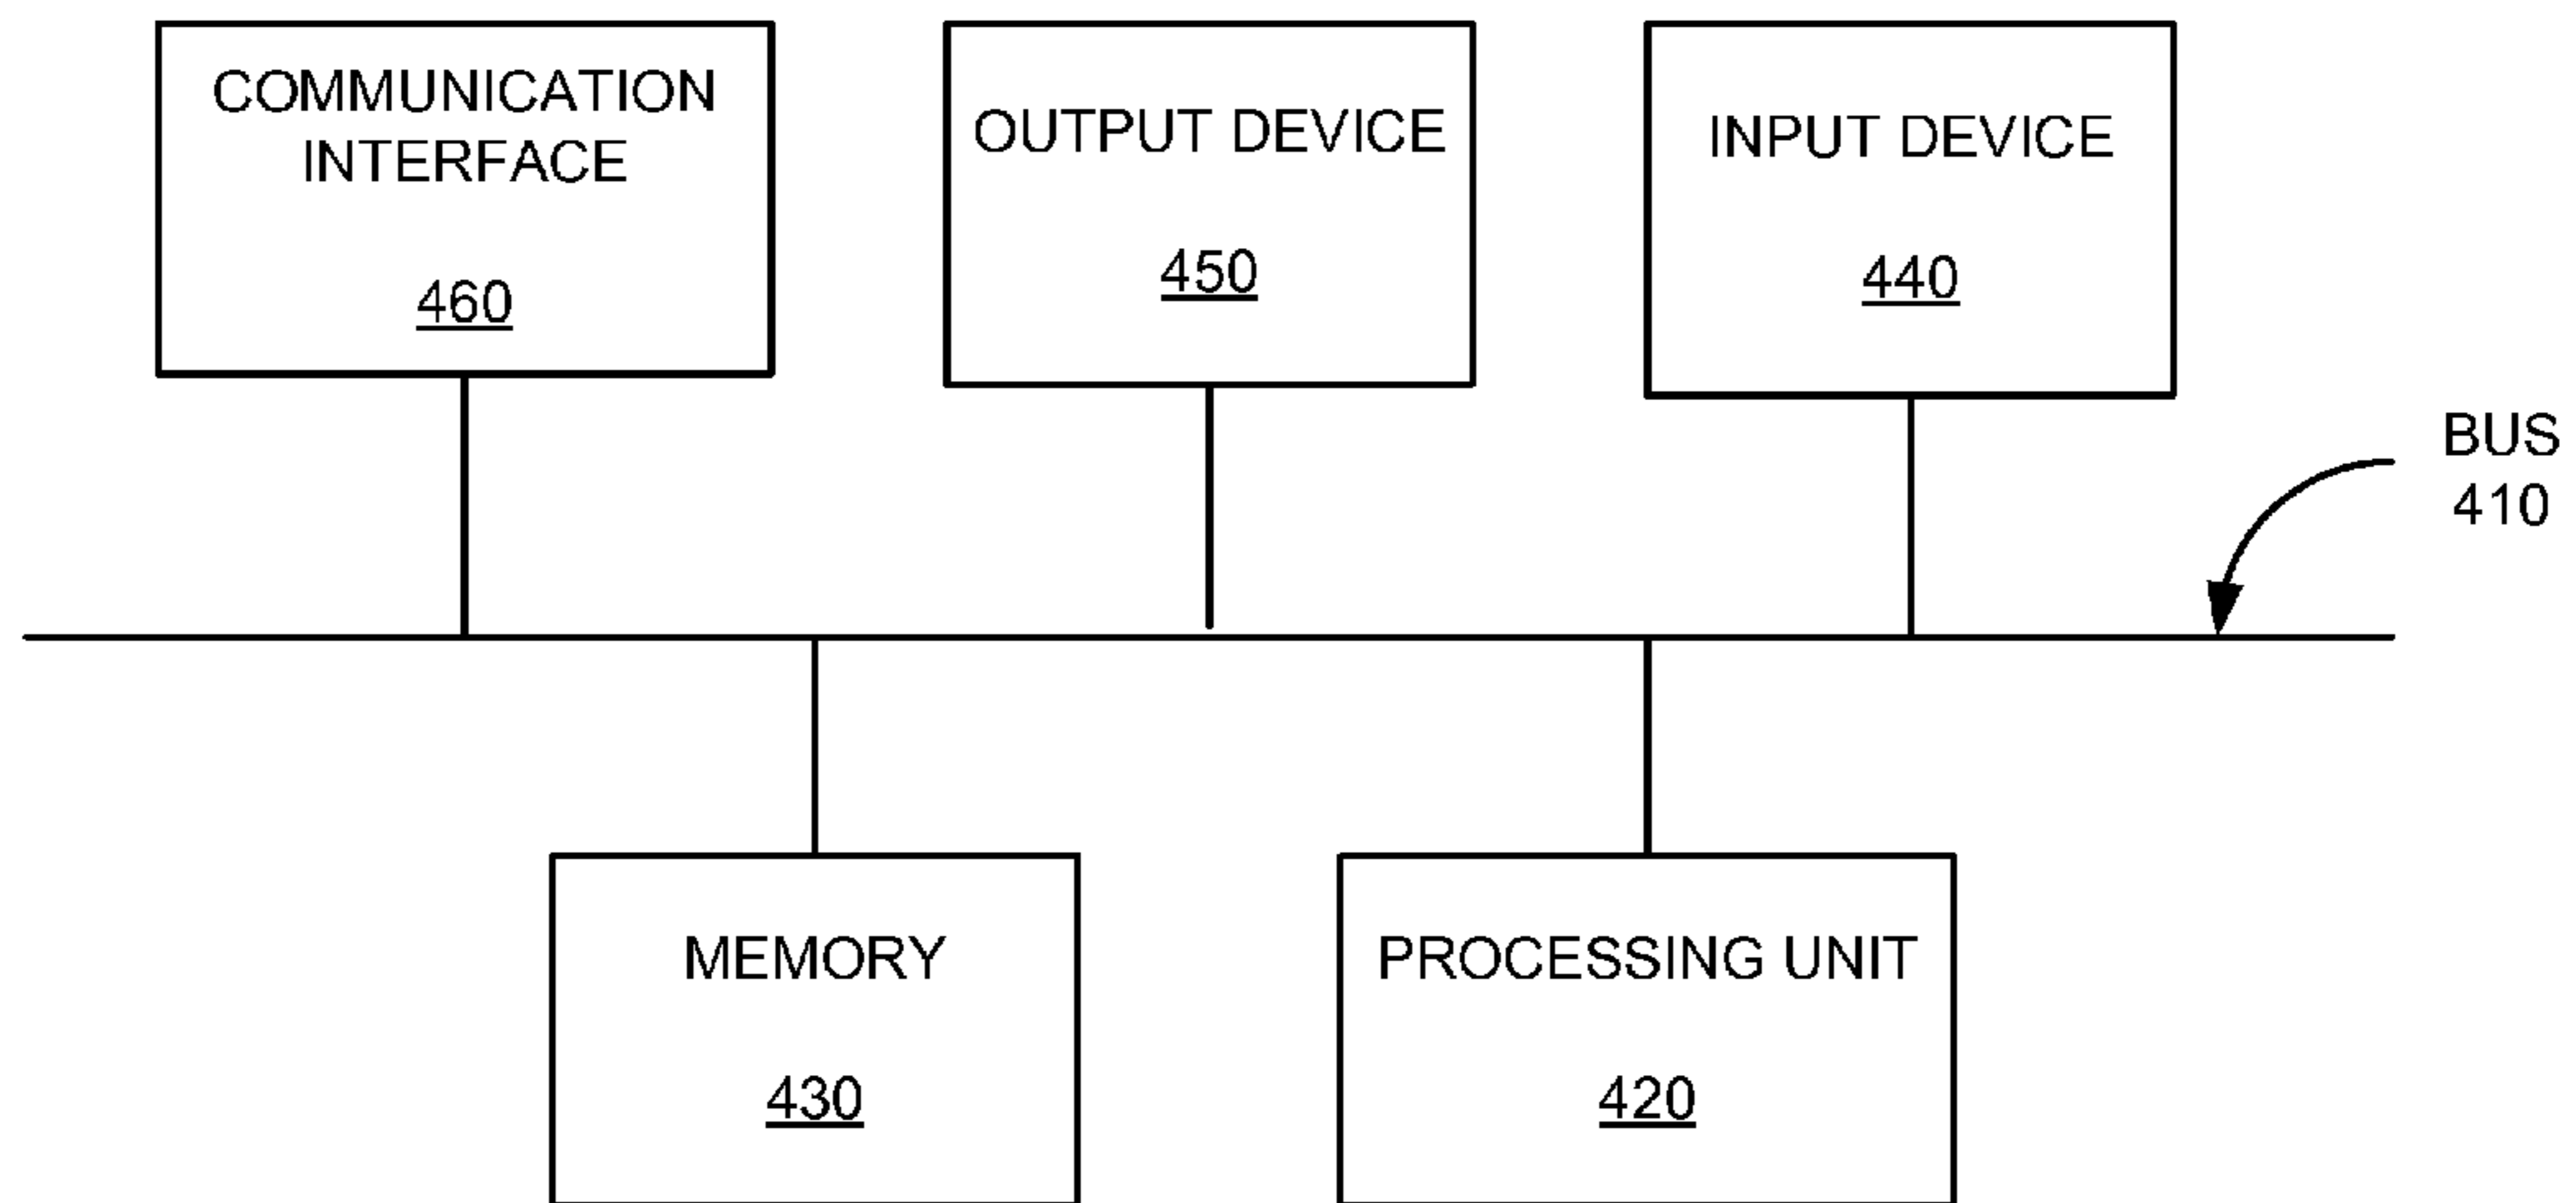 COMMUNICATION
INTERFACE
460
OUTPUT DEVICE
450
INPUT DEVICE
440
BUS
410
MEMORY
430
PROCESSING UNIT
420